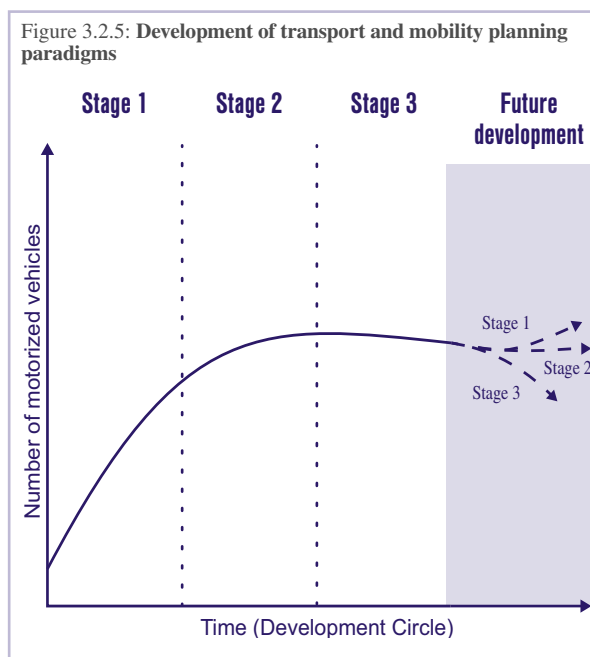 Figure 3.2.5: Development of transport and mobility planning
paradigms
Stage 1
Stage 2
Stage 3
Future
development
Number of motorized vehicles
Stage 1
Stage 2
Stage 3
Time (Development Circle)